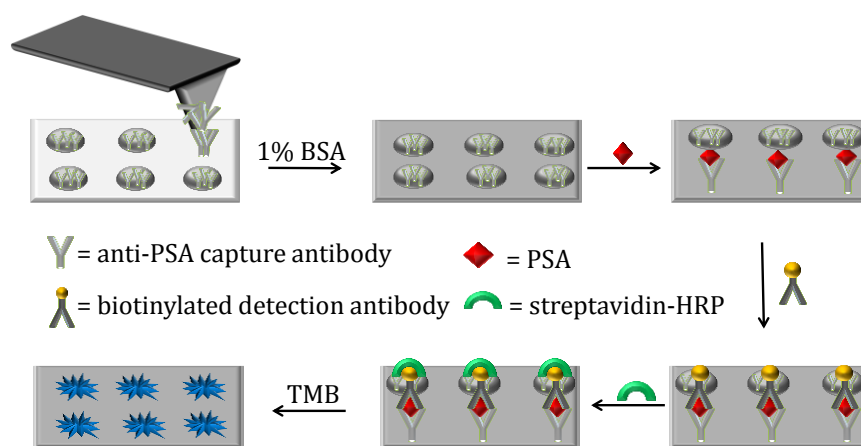 1% BSA
= anti-PSA capture antibody
= PSA
= biotinylated detection antibody
= streptavidin-HRP
TMB